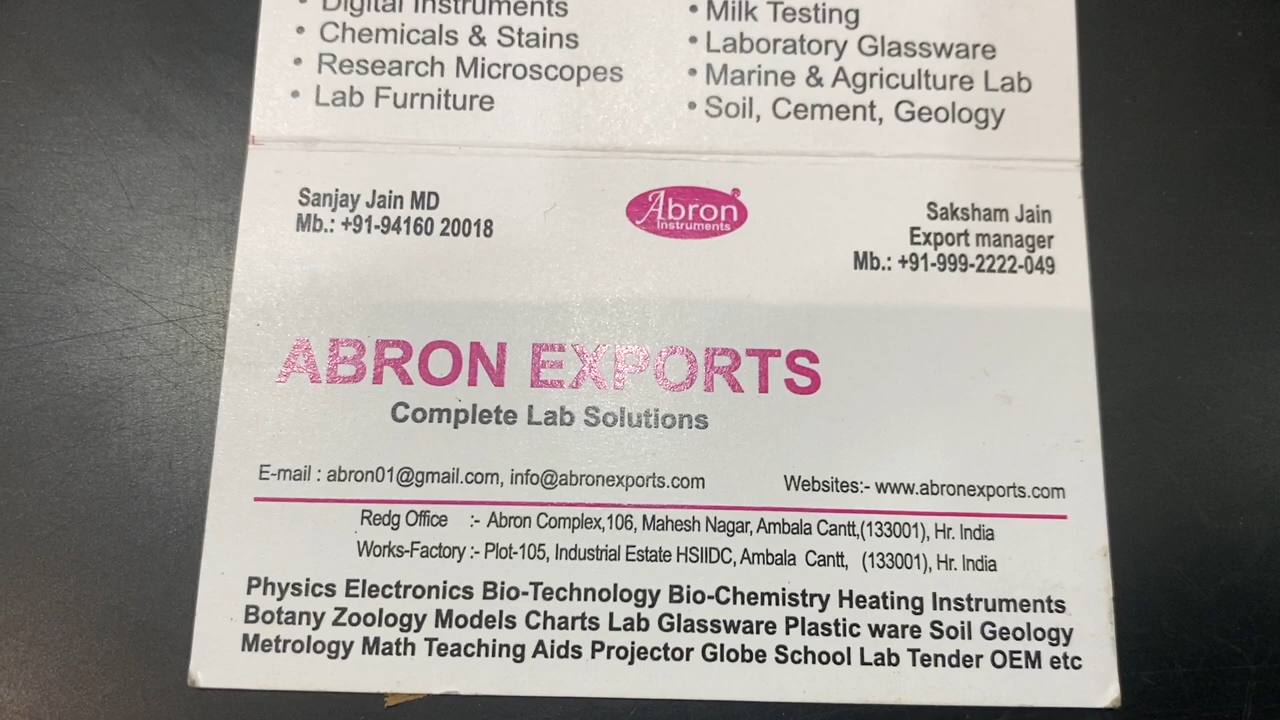 • Digital Instruments
• Chemicals & Stains
• Research Microscopes
• Lab Furniture
• Milk Testing
• Laboratory Glassware
• Marine & Agriculture Lab
• Soil, Cement, Geology
Sanjay Jain MD
Mb.: +91-94160 20018
Abron®
Instruments
Saksham Jain
Export manager
Mb.: +91-999-2222-049
ABRON EXPORTS
Complete Lab Solutions
E-mail : abron01@gmail.com, info@abronexports.com
Websites:- www.abronexports.com
Redg Office :- Abron Complex,106, Mahesh Nagar, Ambala Cantt,(133001), Hr. India
Works-Factory :- Plot-105, Industrial Estate HSIIDC, Ambala Cantt, (133001), Hr. India
Physics Electronics Bio-Technology Bio-Chemistry Heating Instruments
Botany Zoology Models Charts Lab Glassware Plastic ware Soil Geology
Metrology Math Teaching Aids Projector Globe School Lab Tender OEM etc